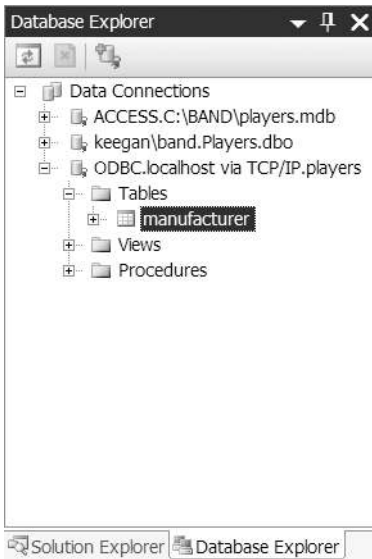 Database Explorer
Data Connections
ACCESS.C:\BAND\players.mdb
keegan\band.Players.dbo
ODBC.localhost via TCP/IP.players
Tables
manufacturer
Views
Procedures
Solution Explorer Database Explorer